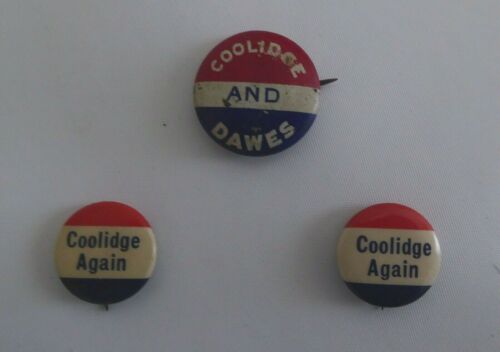 COOLIDGE
AND
DAWES
Coolidge
Again
Coolidge
Again